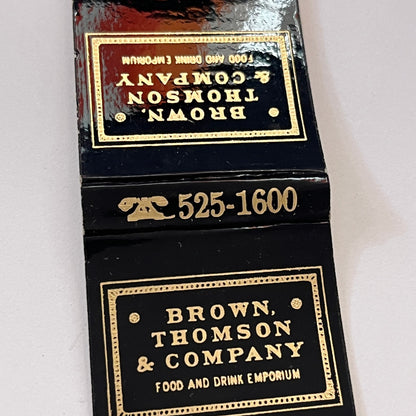 BROWN,
THOMSON
& COMPANY
FOOD AND DRINK EMPORIUM
525-1600
BROWN,
THOMSON
& COMPANY
FOOD AND DRINK EMPORIUM